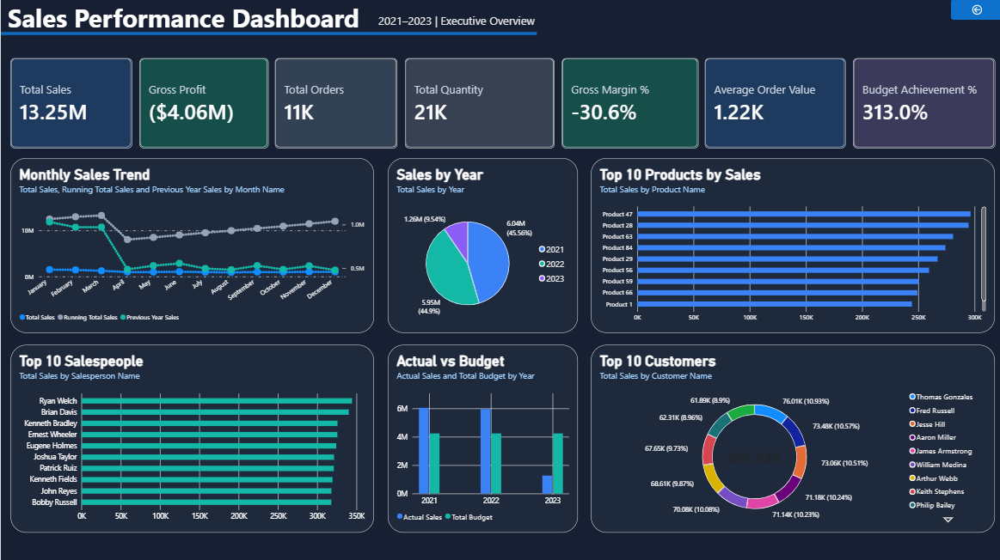 Sales Performance Dashboard
2021–2023 | Executive Overview
Total Sales
13.25M
Gross Profit
($4.06M)
Total Orders
11K
Total Quantity
21K
Gross Margin %
-30.6%
Average Order Value
1.22K
Budget Achievement %
313.0%
Monthly Sales Trend
Total Sales, Running Total Sales and Previous Year Sales by Month Name
10M
0M
1.0M
0.5M
January
February
March
April
May
June
July
August
September
October
November
December
Total Sales
Running Total Sales
Previous Year Sales
Sales by Year
Total Sales by Year
1.26M (9.54%)
6.04M
(45.56%)
5.95M
(44.9%)
2021
2022
2023
Top 10 Products by Sales
Total Sales by Product Name
Product 47
Product 28
Product 63
Product 84
Product 29
Product 56
Product 59
Product 66
Product 1
0K
50K
100K
150K
200K
250K
300K
Top 10 Salespeople
Total Sales by Salesperson Name
Ryan Welch
Brian Davis
Kenneth Bradley
Ernest Wheeler
Eugene Holmes
Joshua Taylor
Patrick Ruiz
Kenneth Fields
John Reyes
Bobby Russell
0K
50K
100K
150K
200K
250K
300K
350K
Actual vs Budget
Actual Sales and Total Budget by Year
6M
4M
2M
0M
2021
2022
2023
Actual Sales
Total Budget
Top 10 Customers
Total Sales by Customer Name
61.89K (8.9%)
76.01K (10.93%)
62.31K (8.96%)
73.48K (10.57%)
67.65K (9.73%)
73.06K (10.51%)
68.61K (9.87%)
71.18K (10.24%)
70.08K (10.08%)
71.14K (10.23%)
Thomas Gonzales
Fred Russell
Jesse Hill
Aaron Miller
James Armstrong
William Medina
Arthur Webb
Keith Stephens
Philip Bailey